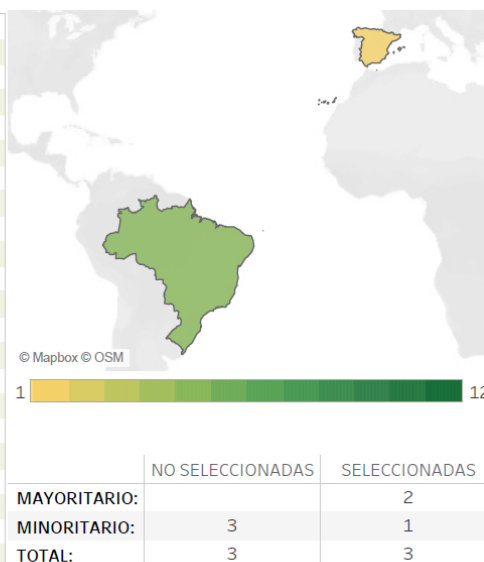 © Mapbox © OSM
1 12
NO SELECCIONADAS SELECCIONADAS
MAYORITARIO: 2
MINORITARIO: 3 1
TOTAL: 3 3